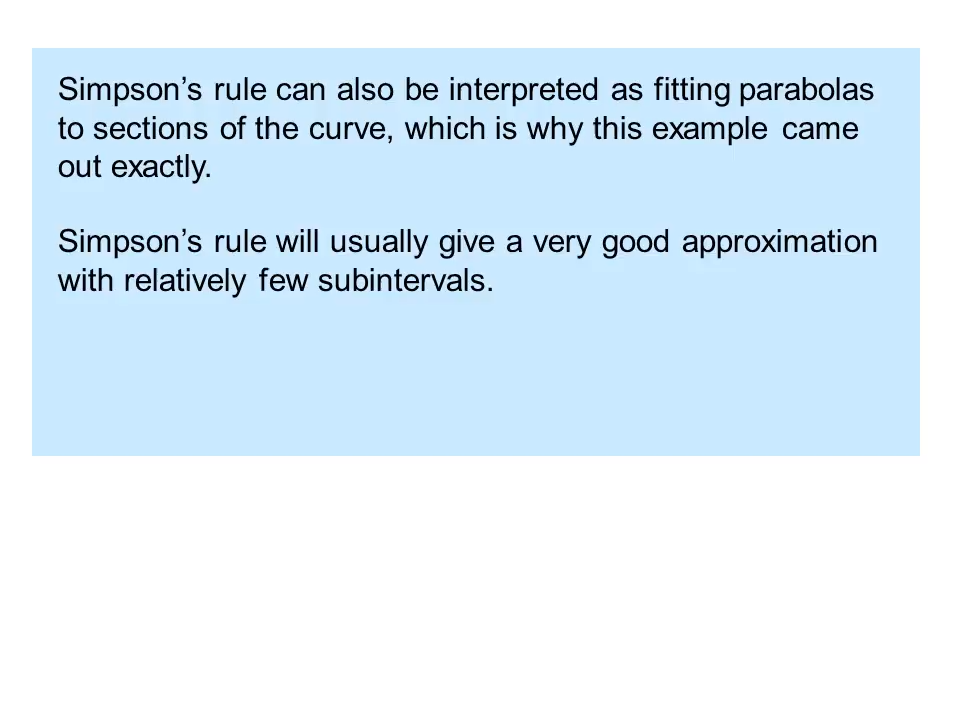 Simpson’s rule can also be interpreted as fitting parabolas
to sections of the curve, which is why this example came
out exactly.
Simpson’s rule will usually give a very good approximation
with relatively few subintervals.